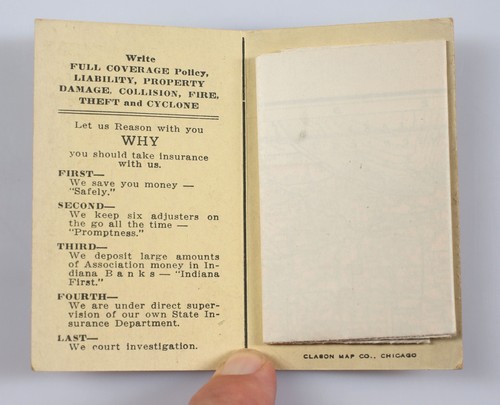 Write
FULL COVERAGE Policy,
LIABILITY, PROPERTY
DAMAGE, COLLISION, FIRE,
THEFT and CYCLONE
Let us Reason with you
WHY
you should take insurance
with us.
FIRST—
We save you money —
"Safely."
SECOND—
We keep six adjusters on
the go all the time —
"Promptness."
THIRD—
We deposit large amounts
of Association money in In-
diana Banks — "Indiana
First."
FOURTH—
We are under direct super-
vision of our own State In-
surance Department.
LAST—
We court investigation.
CLASON MAP CO., CHICAGO